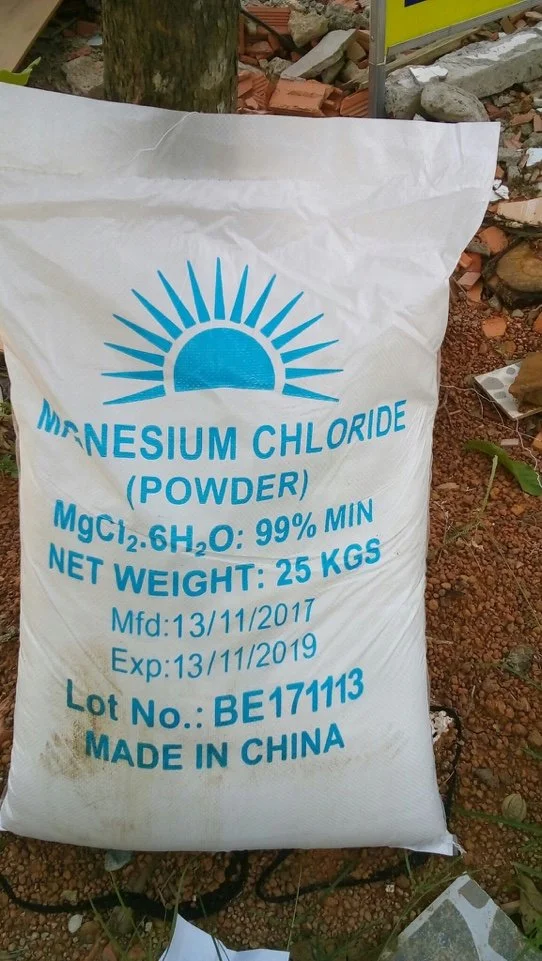 MAGNESIUM CHLORIDE
(POWDER)
MgCl₂.6H₂O: 99% MIN
NET WEIGHT: 25 KGS
Mfd:13/11/2017
Exp:13/11/2019
Lot No.: BE171113
MADE IN CHINA